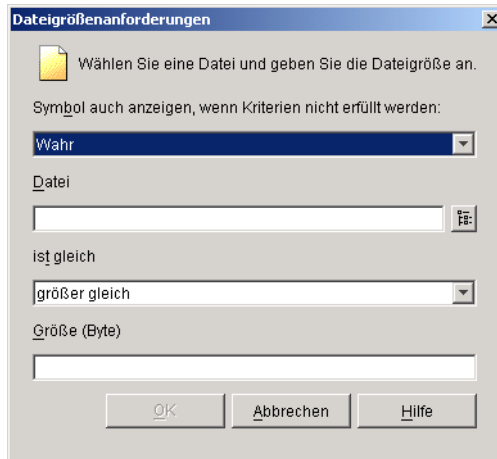 Dateigrößenanforderungen
Wählen Sie eine Datei und geben Sie die Dateigröße an.
Symbol auch anzeigen, wenn Kriterien nicht erfüllt werden:
Wahr
Datei
ist gleich
größer gleich
Größe (Byte)
OK Abbrechen Hilfe